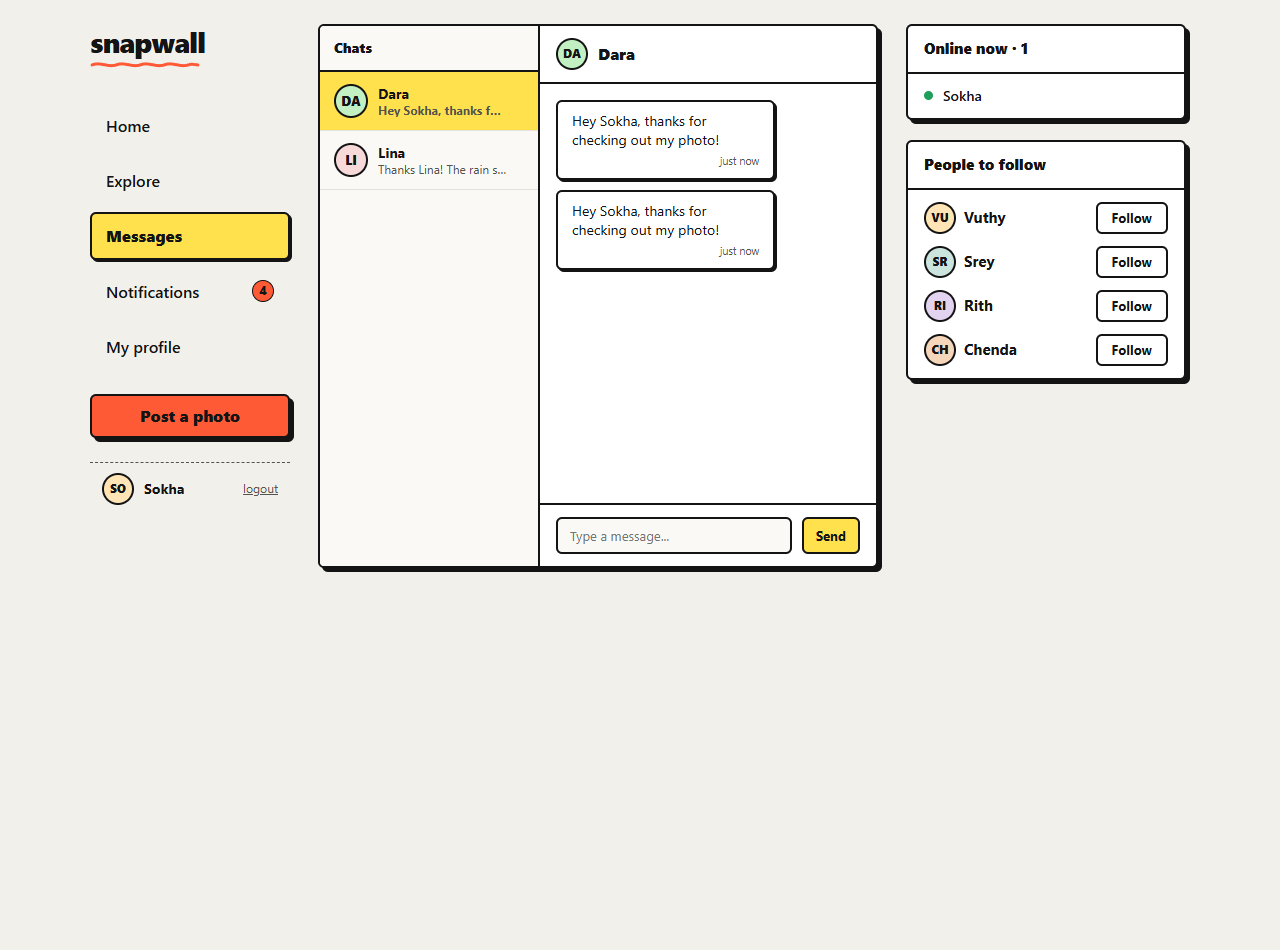 snapwall
Home
Explore
Messages
Notifications
4
My profile
Post a photo
SO
Sokha
logout
Chats
DA
Dara
Hey Sokha, thanks f...
LI
Lina
Thanks Lina! The rain s...
DA
Dara
Hey Sokha, thanks for
checking out my photo!
just now
Hey Sokha, thanks for
checking out my photo!
just now
Type a message...
Send
Online now · 1
Sokha
People to follow
VU
Vuthy
Follow
SR
Srey
Follow
RI
Rith
Follow
CH
Chenda
Follow